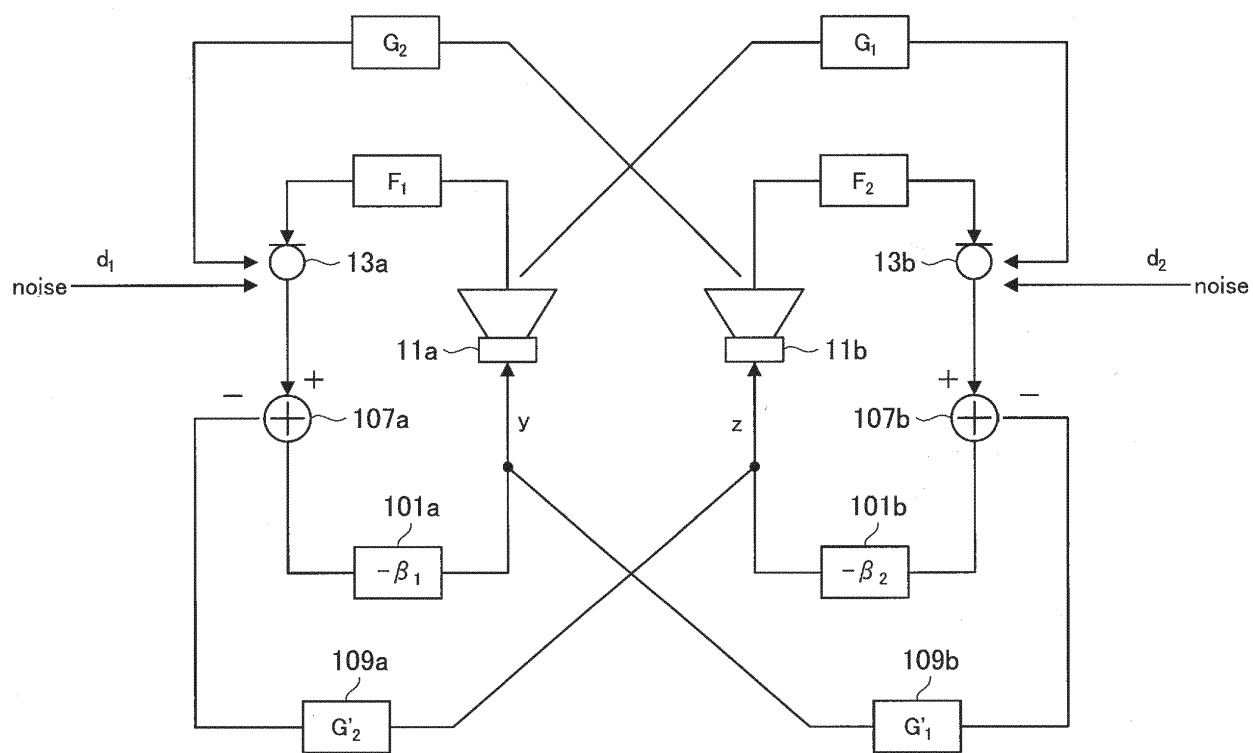 G₂ G₁
F₁ F₂
13a 13b
d₁ d₂
noise noise
11a 11b
+ +
− −
107a 107b
y z
101a 101b
-β₁ -β₂
109a 109b
G'₂ G'₁